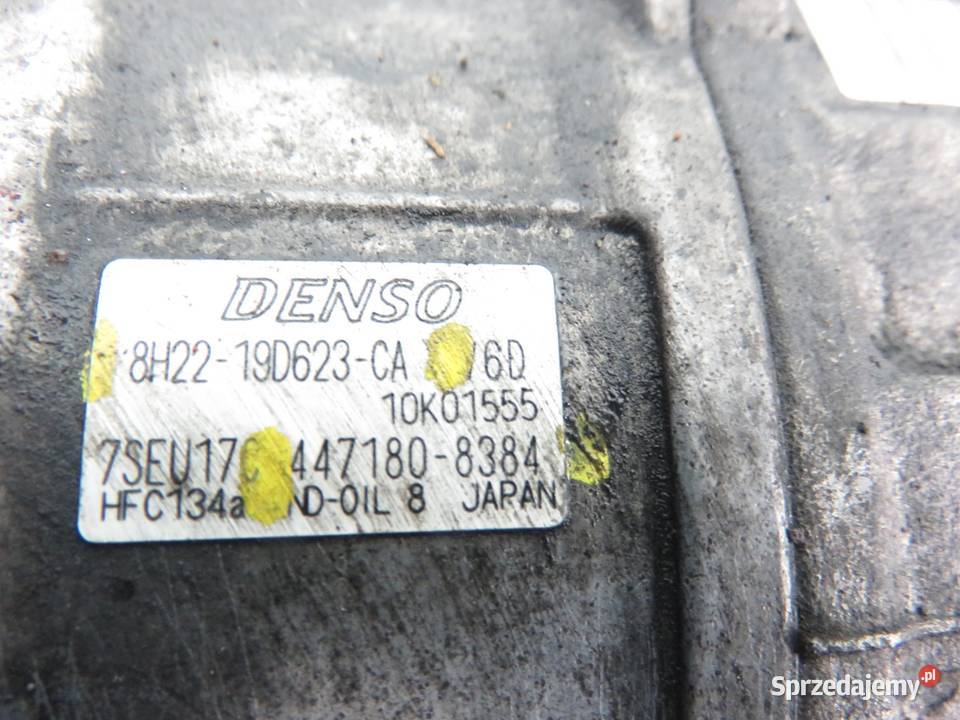 DENSO
8H22-19D623-CA 6D
10K01555
7SEU17 447180-8384
HFC134a ND-OIL 8 JAPAN
Sprzedajemy.pl